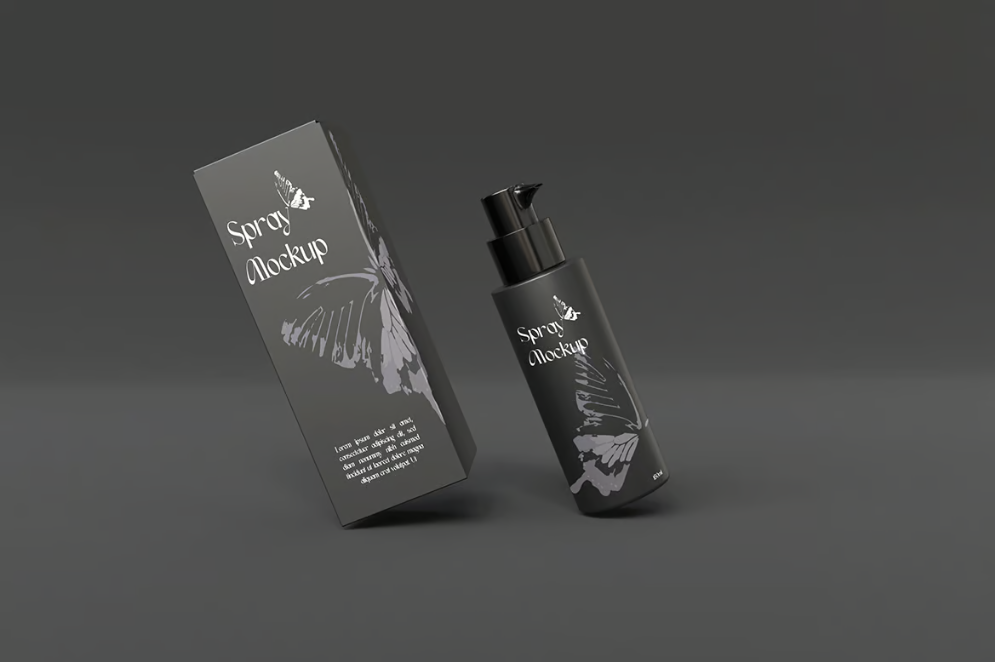 Spray
Mockup
Lorem ipsum dolor sit amet,
consectetuer adipiscing elit, sed
diam nonummy nibh euismod
tincidunt ut laoreet dolore magna
aliquam erat volutpat. Ut
Spray
Mockup